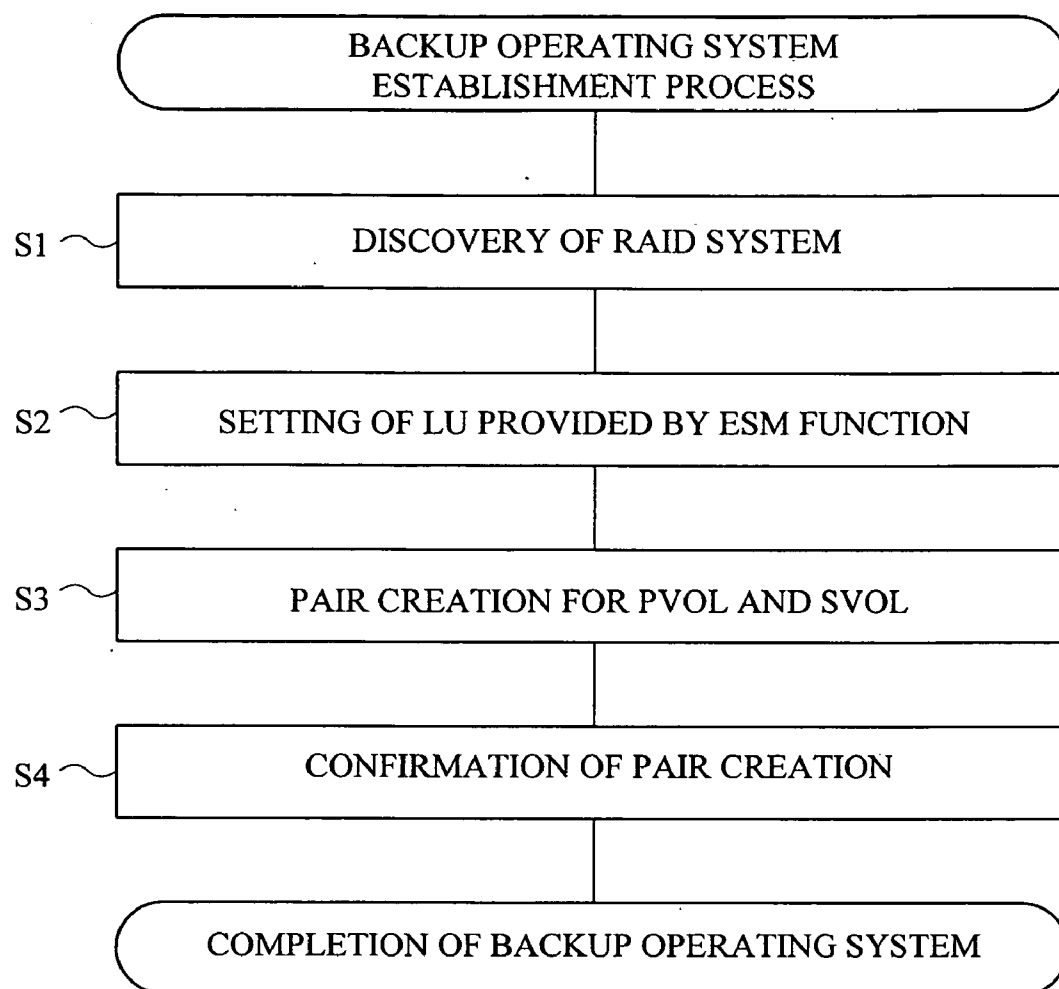 BACKUP OPERATING SYSTEM
ESTABLISHMENT PROCESS
S1 DISCOVERY OF RAID SYSTEM
S2 SETTING OF LU PROVIDED BY ESM FUNCTION
S3 PAIR CREATION FOR PVOL AND SVOL
S4 CONFIRMATION OF PAIR CREATION
COMPLETION OF BACKUP OPERATING SYSTEM